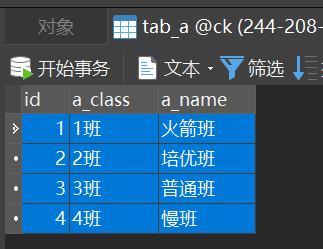 对象 tab_a @ck (244-208-
开始事务 文本 筛选
id a_class a_name
1 1班 火箭班
2 2班 培优班
3 3班 普通班
4 4班 慢班